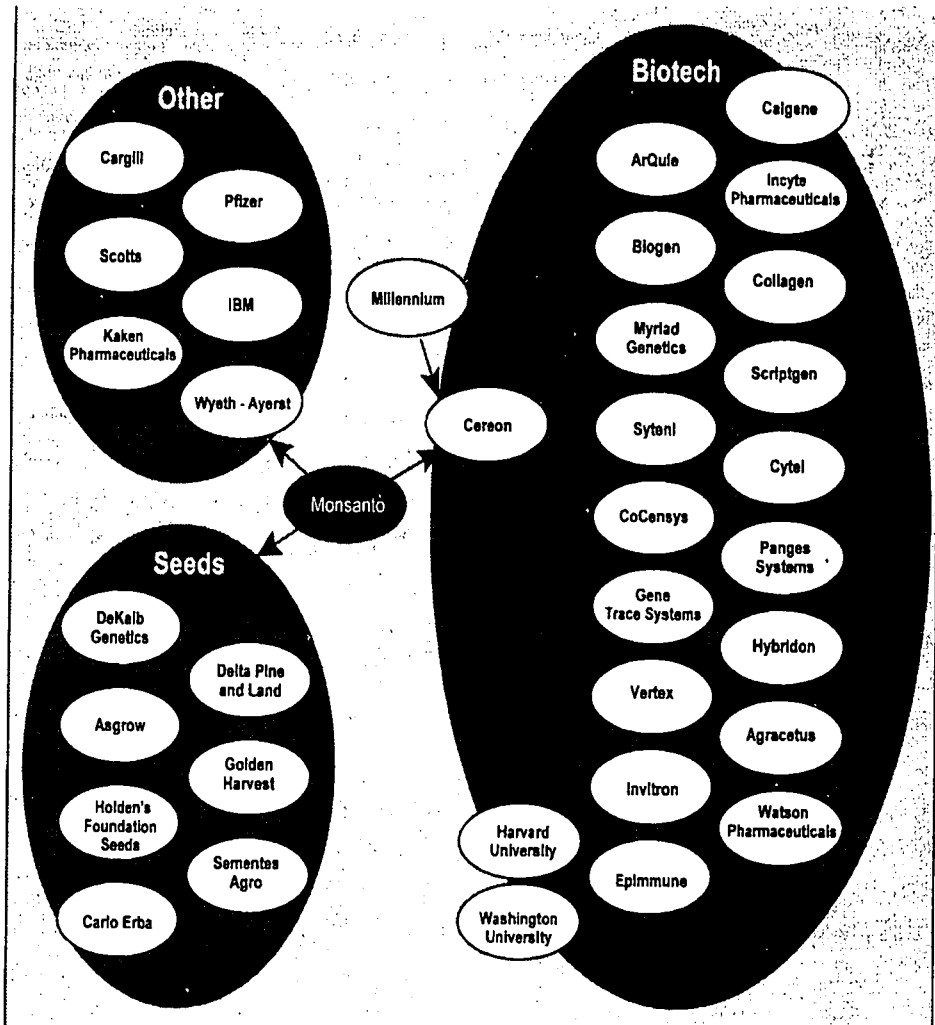 Other
Cargill
Pfizer
Scotts
IBM
Kaken
Pharmaceuticals
Wyeth - Ayerst
Millennium
Cereon
Monsanto
Seeds
DeKalb
Genetics
Delta Pine
and Land
Asgrow
Golden
Harvest
Holden's
Foundation
Seeds
Sementes
Agro
Carlo Erba
Biotech
Calgene
ArQule
Incyte
Pharmaceuticals
Biogen
Collagen
Myriad
Genetics
Scriptgen
Sytenl
Cytel
CoCensys
Panges
Systems
Gene
Trace Systems
Hybridon
Vertex
Agracetus
Invitron
Watson
Pharmaceuticals
Harvard
University
Epimmune
Washington
University